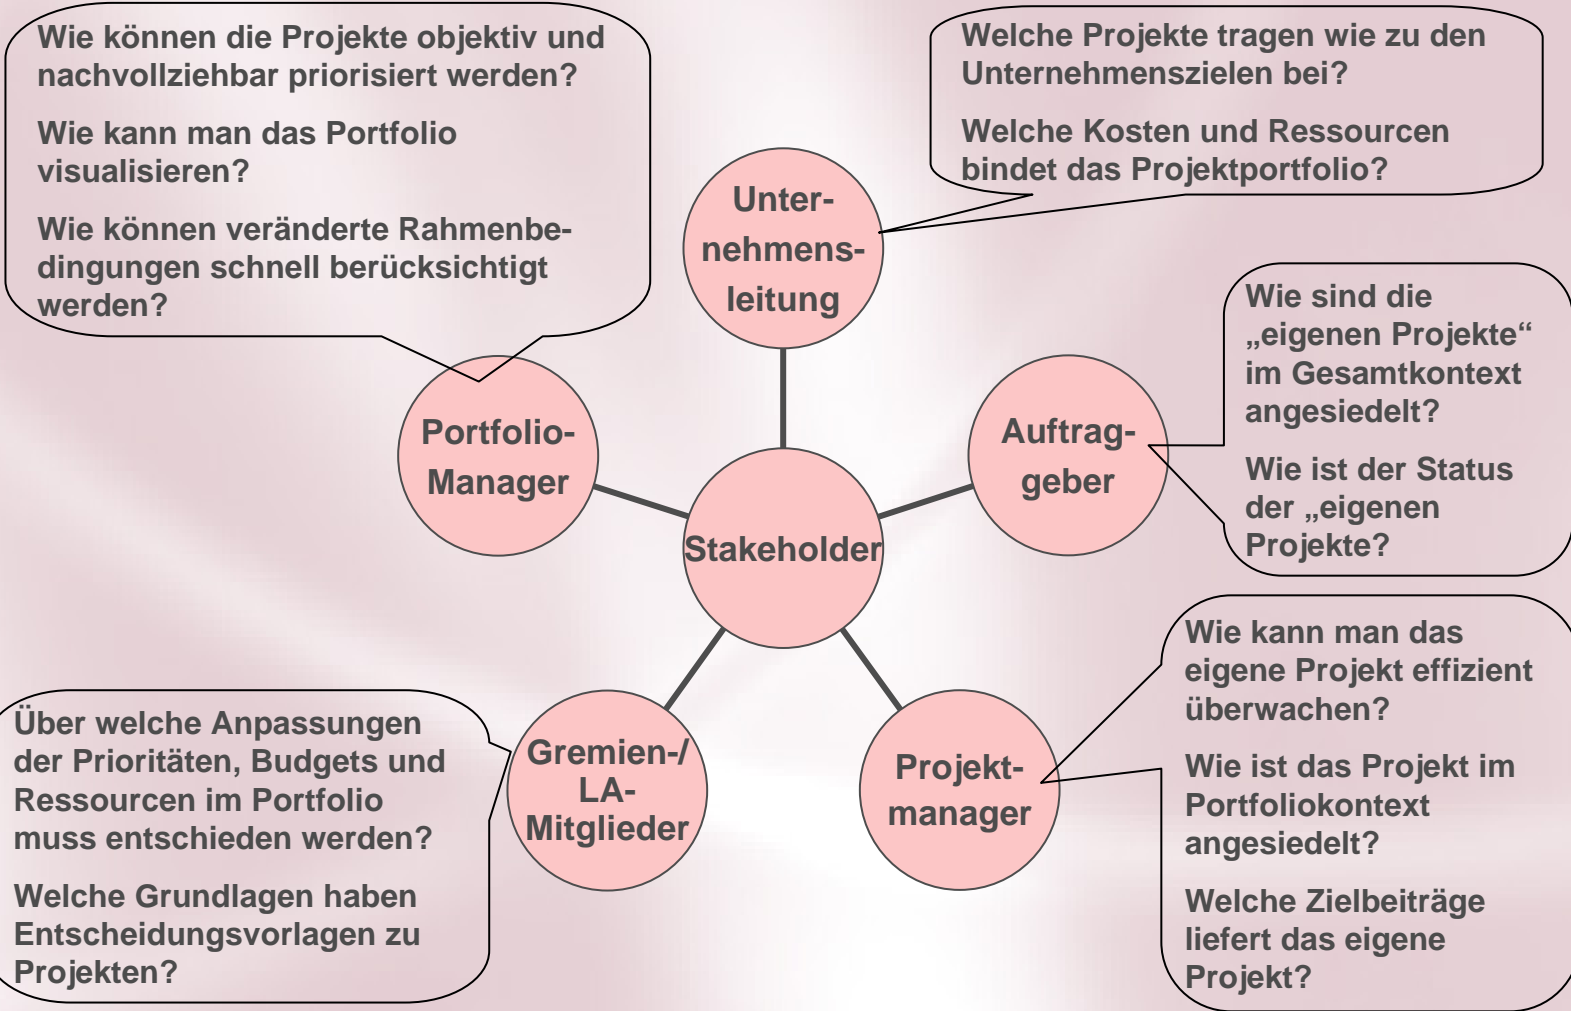 Wie können die Projekte objektiv und
nachvollziehbar priorisiert werden?
Wie kann man das Portfolio
visualisieren?
Wie können veränderte Rahmenbe-
dingungen schnell berücksichtigt
werden?
Welche Projekte tragen wie zu den
Unternehmenszielen bei?
Welche Kosten und Ressourcen
bindet das Projektportfolio?
Unter-
nehmens-
leitung
Wie sind die
„eigenen Projekte“
im Gesamtkontext
angesiedelt?
Wie ist der Status
der „eigenen
Projekte?
Portfolio-
Manager
Auftrag-
geber
Stakeholder
Wie kann man das
eigene Projekt effizient
überwachen?
Wie ist das Projekt im
Portfoliokontext
angesiedelt?
Welche Zielbeiträge
liefert das eigene
Projekt?
Über welche Anpassungen
der Prioritäten, Budgets und
Ressourcen im Portfolio
muss entschieden werden?
Welche Grundlagen haben
Entscheidungsvorlagen zu
Projekten?
Gremien-/
LA-
Mitglieder
Projekt-
manager